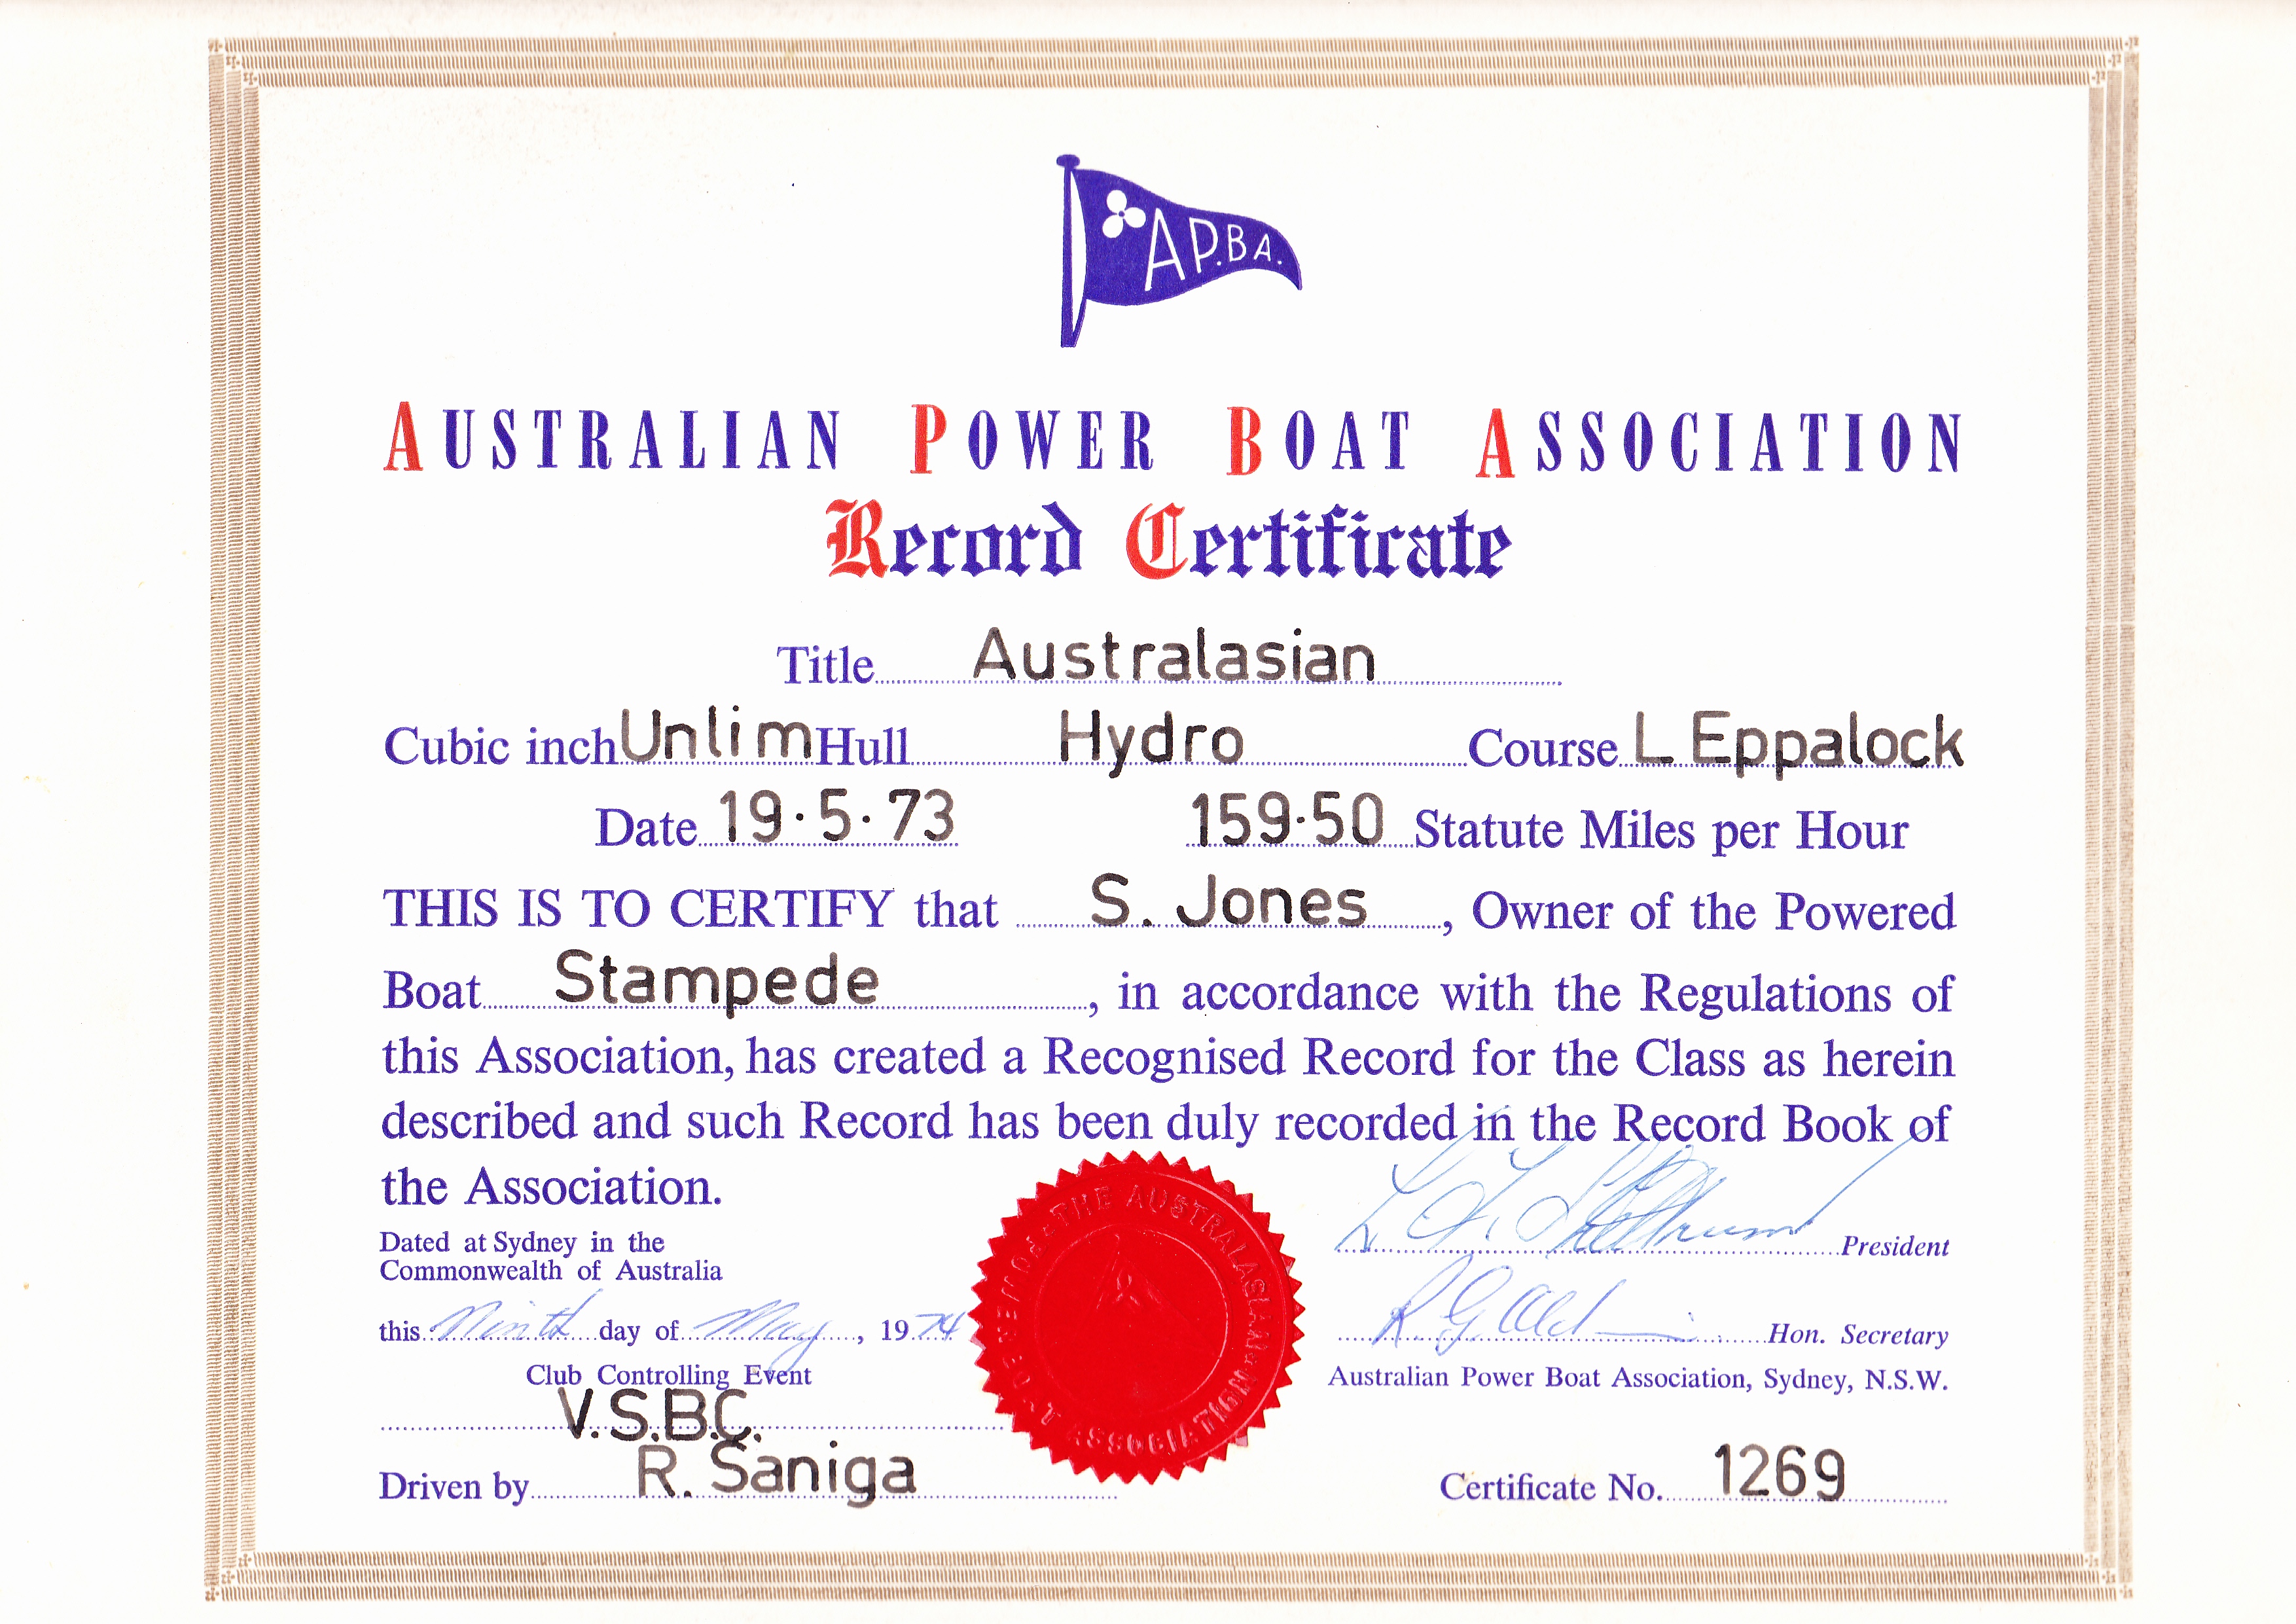 A.P.B.A.
AUSTRALIAN POWER BOAT ASSOCIATION
Record Certificate
Title Australasian
Cubic inch Unlim Hull Hydro Course L Eppalock
Date 19·5·73 159·50 Statute Miles per Hour
THIS IS TO CERTIFY that S. Jones, Owner of the Powered
Boat Stampede, in accordance with the Regulations of
this Association, has created a Recognised Record for the Class as herein
described and such Record has been duly recorded in the Record Book of
the Association.
Dated at Sydney in the
Commonwealth of Australia
this Ninth day of May, 1974
Club Controlling Event
V.S.B.C.
Driven by R. Saniga
THE AUSTRALASIAN POWER BOAT ASSOCIATION
President
Hon. Secretary
Australian Power Boat Association, Sydney, N.S.W.
Certificate No. 1269